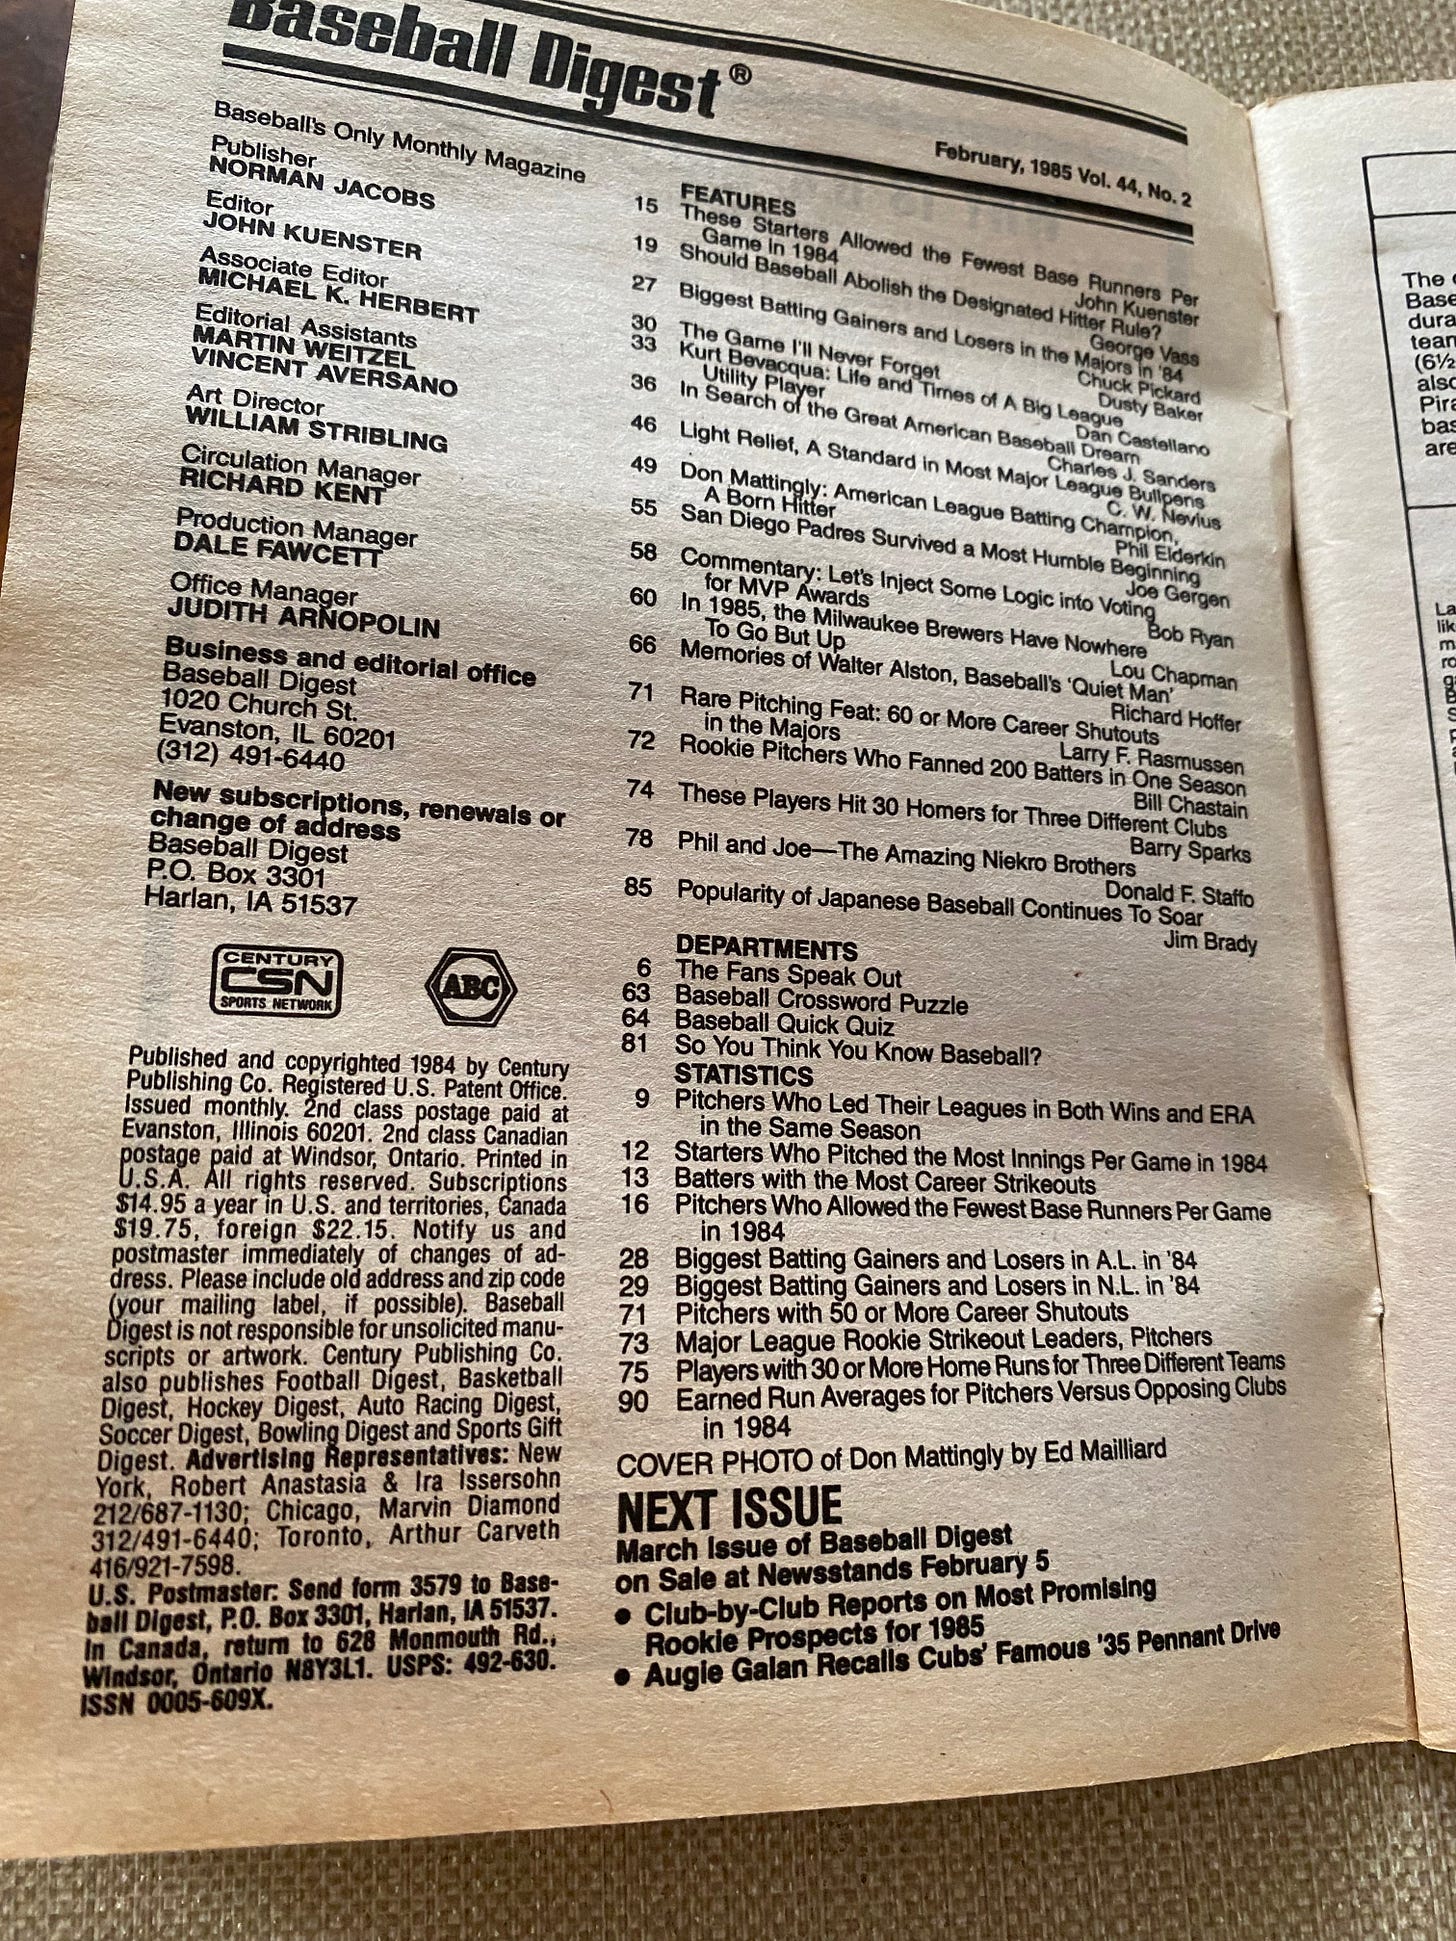 Baseball Digest®
Baseball's Only Monthly Magazine
February, 1985 Vol. 44, No. 2
Publisher
NORMAN JACOBS
Editor
JOHN KUENSTER
Associate Editor
MICHAEL K. HERBERT
Editorial Assistants
MARTIN WEITZEL
VINCENT AVERSANO
Art Director
WILLIAM STRIBLING
Circulation Manager
RICHARD KENT
Production Manager
DALE FAWCETT
Office Manager
JUDITH ARNOPOLIN
Business and editorial office
Baseball Digest
1020 Church St.
Evanston, IL 60201
(312) 491-6440
New subscriptions, renewals or
change of address
Baseball Digest
P.O. Box 3301
Harlan, IA 51537
CENTURY
CSN
SPORTS NETWORK
ABC
Published and copyrighted 1984 by Century
Publishing Co. Registered U.S. Patent Office.
Issued monthly. 2nd class postage paid at
Evanston, Illinois 60201. 2nd class Canadian
postage paid at Windsor, Ontario. Printed in
U.S.A. All rights reserved. Subscriptions
$14.95 a year in U.S. and territories, Canada
$19.75, foreign $22.15. Notify us and
postmaster immediately of changes of ad-
dress. Please include old address and zip code
(your mailing label, if possible). Baseball
Digest is not responsible for unsolicited manu-
scripts or artwork. Century Publishing Co.
also publishes Football Digest, Basketball
Digest, Hockey Digest, Auto Racing Digest,
Soccer Digest, Bowling Digest and Sports Gift
Digest. Advertising Representatives: New
York, Robert Anastasia & Ira Issersohn
212/687-1130; Chicago, Marvin Diamond
312/491-6440; Toronto, Arthur Carveth
416/921-7598.
U.S. Postmaster: Send form 3579 to Base-
ball Digest, P.O. Box 3301, Harlan, IA 51537.
In Canada, return to 628 Monmouth Rd.,
Windsor, Ontario N8Y3L1. USPS: 492-630.
ISSN 0005-609X.
FEATURES
15 These Starters Allowed the Fewest Base Runners Per
Game in 1984
John Kuenster
19 Should Baseball Abolish the Designated Hitter Rule?
George Vass
27 Biggest Batting Gainers and Losers in the Majors in '84
Chuck Pickard
30 The Game I'll Never Forget
Dusty Baker
33 Kurt Bevacqua: Life and Times of A Big League
Utility Player
Dan Castellano
36 In Search of the Great American Baseball Dream
Charles J. Sanders
46 Light Relief, A Standard in Most Major League Bullpens
C. W. Nevius
49 Don Mattingly: American League Batting Champion,
A Born Hitter
Phil Elderkin
55 San Diego Padres Survived a Most Humble Beginning
Joe Gergen
58 Commentary: Let's Inject Some Logic into Voting
for MVP Awards
Bob Ryan
60 In 1985, the Milwaukee Brewers Have Nowhere
To Go But Up
Lou Chapman
66 Memories of Walter Alston, Baseball's 'Quiet Man'
Richard Hoffer
71 Rare Pitching Feat: 60 or More Career Shutouts
in the Majors
Larry F. Rasmussen
72 Rookie Pitchers Who Fanned 200 Batters in One Season
Bill Chastain
74 These Players Hit 30 Homers for Three Different Clubs
Barry Sparks
78 Phil and Joe—The Amazing Niekro Brothers
Donald F. Staffo
85 Popularity of Japanese Baseball Continues To Soar
Jim Brady
DEPARTMENTS
6 The Fans Speak Out
63 Baseball Crossword Puzzle
64 Baseball Quick Quiz
81 So You Think You Know Baseball?
STATISTICS
9 Pitchers Who Led Their Leagues in Both Wins and ERA
in the Same Season
12 Starters Who Pitched the Most Innings Per Game in 1984
13 Batters with the Most Career Strikeouts
16 Pitchers Who Allowed the Fewest Base Runners Per Game
in 1984
28 Biggest Batting Gainers and Losers in A.L. in '84
29 Biggest Batting Gainers and Losers in N.L. in '84
71 Pitchers with 50 or More Career Shutouts
73 Major League Rookie Strikeout Leaders, Pitchers
75 Players with 30 or More Home Runs for Three Different Teams
90 Earned Run Averages for Pitchers Versus Opposing Clubs
in 1984
COVER PHOTO of Don Mattingly by Ed Mailliard
NEXT ISSUE
March Issue of Baseball Digest
on Sale at Newsstands February 5
• Club-by-Club Reports on Most Promising
Rookie Prospects for 1985
• Augie Galan Recalls Cubs' Famous '35 Pennant Drive
The
Base
dura
tean
(6½
also
Pira
bas
are